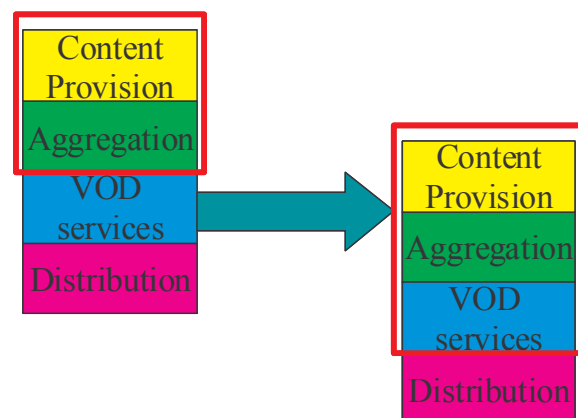 Content
Provision
Aggregation
VOD
services
Distribution
Content
Provision
Aggregation
VOD
services
Distribution